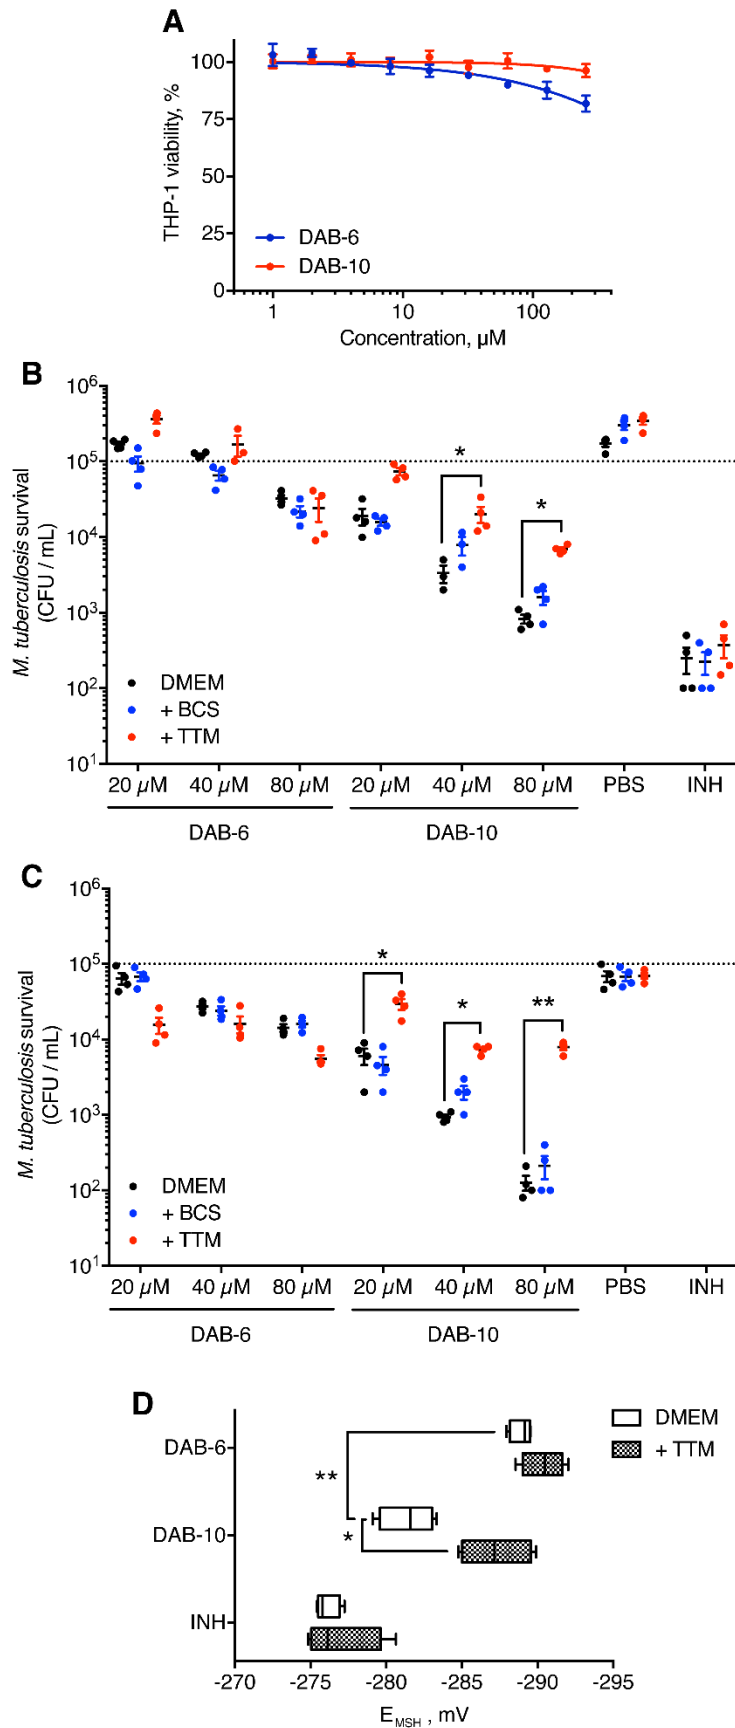 A
THP-1 viability, %
100
75
50
25
0
DAB-6
DAB-10
1 10 100
Concentration, µM
B
M. tuberculosis survival
(CFU / mL)
10⁶
10⁵
10⁴
10³
10²
10¹
* *
DMEM
+ BCS
+ TTM
20 µM 40 µM 80 µM 20 µM 40 µM 80 µM PBS INH
DAB-6 DAB-10
C
M. tuberculosis survival
(CFU / mL)
10⁶
10⁵
10⁴
10³
10²
10¹
* * **
DMEM
+ BCS
+ TTM
20 µM 40 µM 80 µM 20 µM 40 µM 80 µM PBS INH
DAB-6 DAB-10
D
DMEM
+ TTM
DAB-6
**
DAB-10
*
INH
-270 -275 -280 -285 -290 -295
E MSH , mV